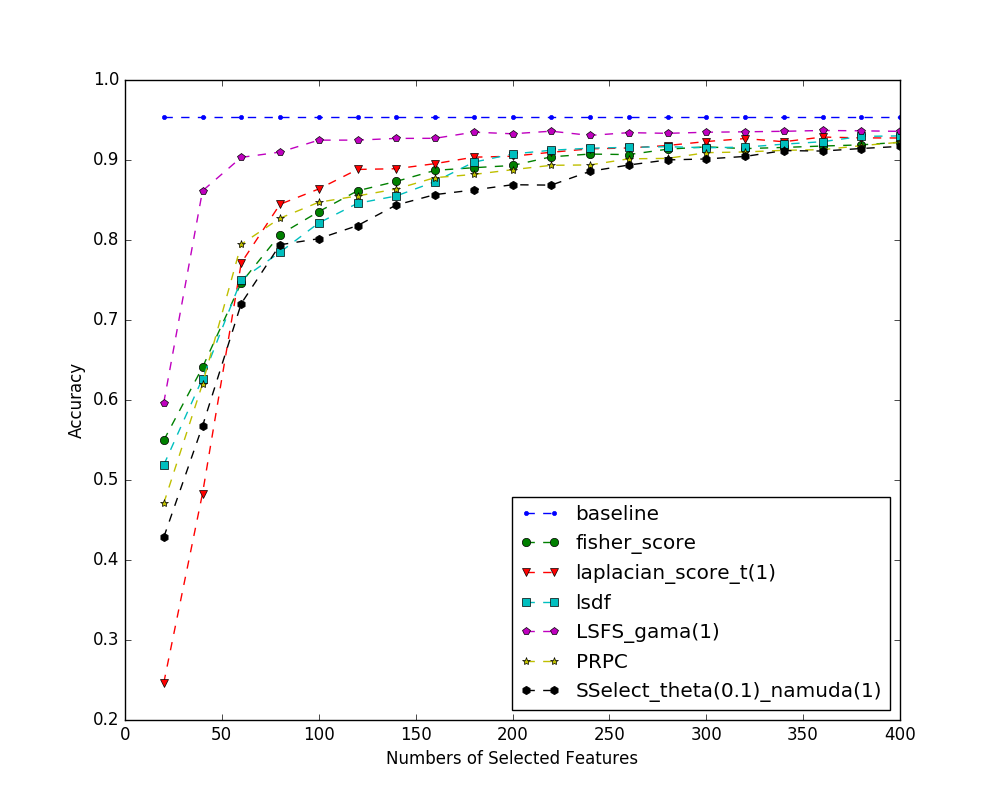 1.0
0.9
0.8
0.7
0.6
0.5
0.4
0.3
0.2
Accuracy
0 50 100 150 200 250 300 350 400
Numbers of Selected Features
baseline
fisher_score
laplacian_score_t(1)
lsdf
LSFS_gama(1)
PRPC
SSelect_theta(0.1)_namuda(1)